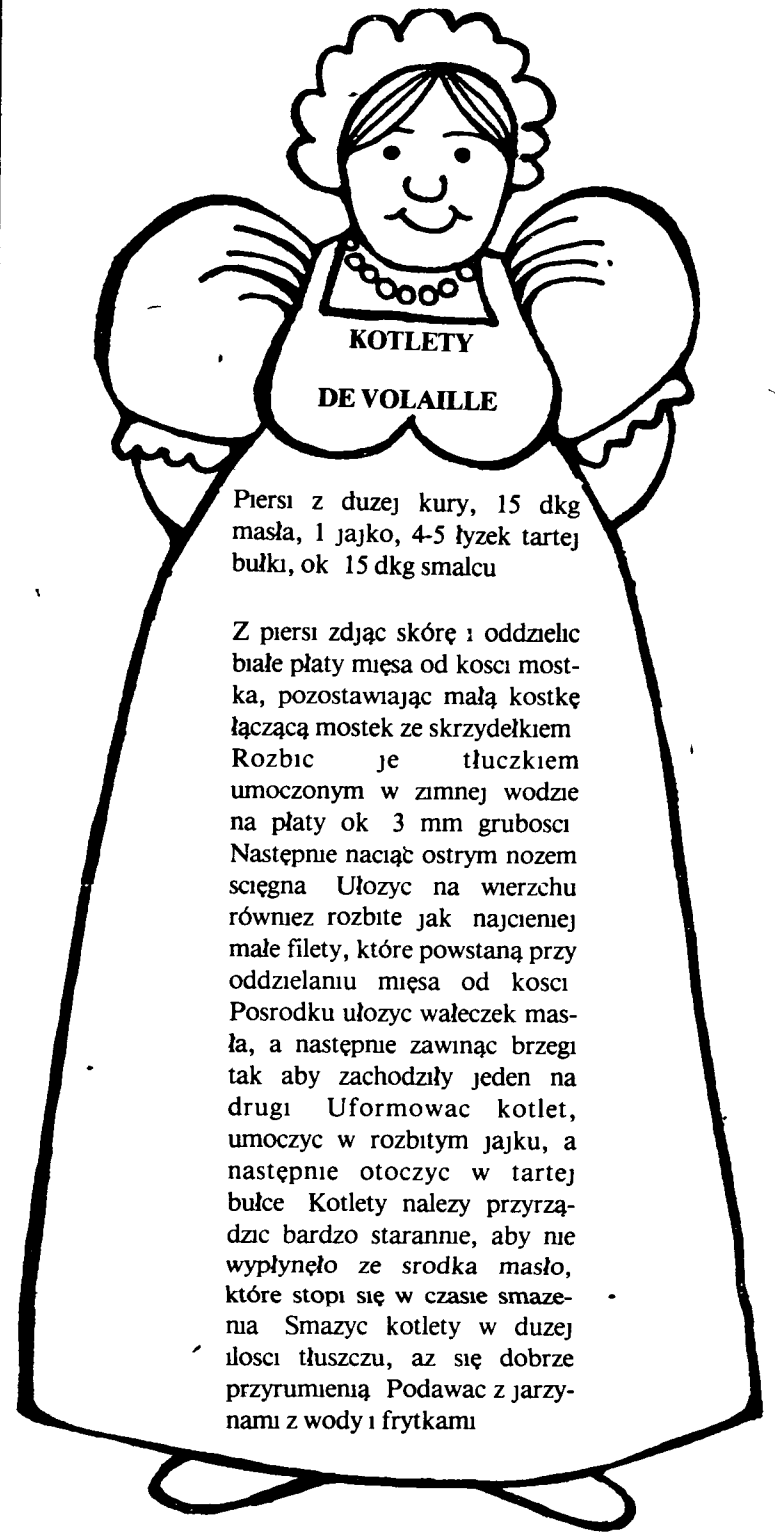 KOTLETY
DE VOLAILLE
Piersi z duzej kury, 15 dkg
masła, 1 jajko, 4-5 łyzek tartej
bułki, ok 15 dkg smalcu
Z piersi zdjąc skórę i oddzielic
białe płaty mięsa od kosci most-
ka, pozostawiając małą kostkę
łączącą mostek ze skrzydełkiem
Rozbic je tłuczkiem
umoczonym w zimnej wodzie
na płaty ok 3 mm grubosci
Następnie naciąć ostrym nozem
scięgna Ułozyc na wierzchu
równiez rozbite jak najcieniej
małe filety, które powstaną przy
oddzielaniu mięsa od kosci
Posrodku ułozyc wałeczek mas-
ła, a następnie zawinąc brzegi
tak aby zachodziły jeden na
drugi Uformowac kotlet,
umoczyc w rozbitym jajku, a
następnie otoczyc w tartej
bułce Kotlety nalezy przyrzą-
dzic bardzo starannie, aby nie
wypłynęło ze srodka masło,
które stopi się w czasie smaze-
nia Smazyc kotlety w duzej
ilosci tłuszczu, az się dobrze
przyrumienią Podawac z jarzy-
nami z wody i frytkami